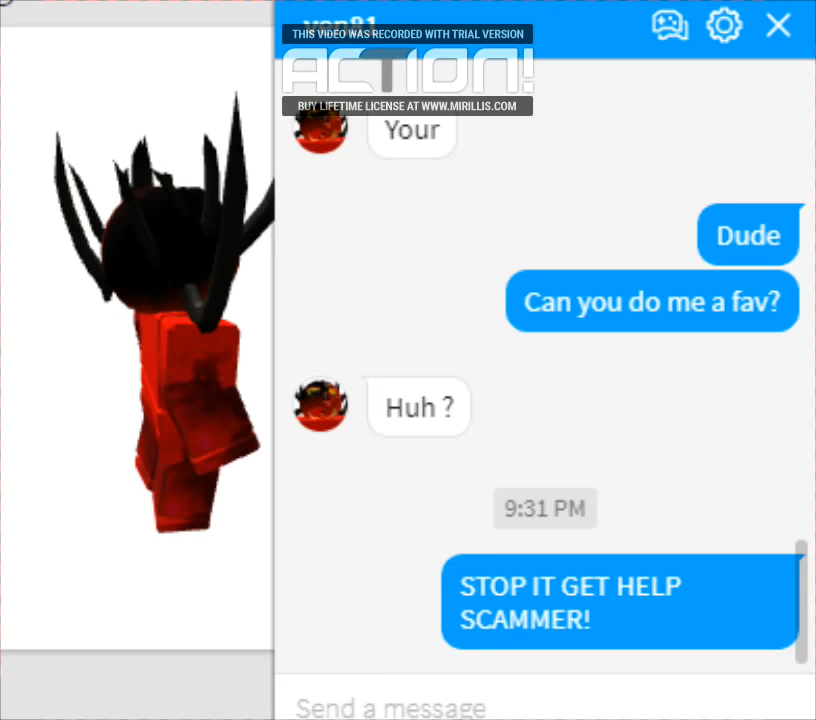 THIS VIDEO WAS RECORDED WITH TRIAL VERSION
ACTION!
BUY LIFETIME LICENSE AT WWW.MIRILLIS.COM
Your
Dude
Can you do me a fav?
Huh ?
9:31 PM
STOP IT GET HELP
SCAMMER!
Send a message